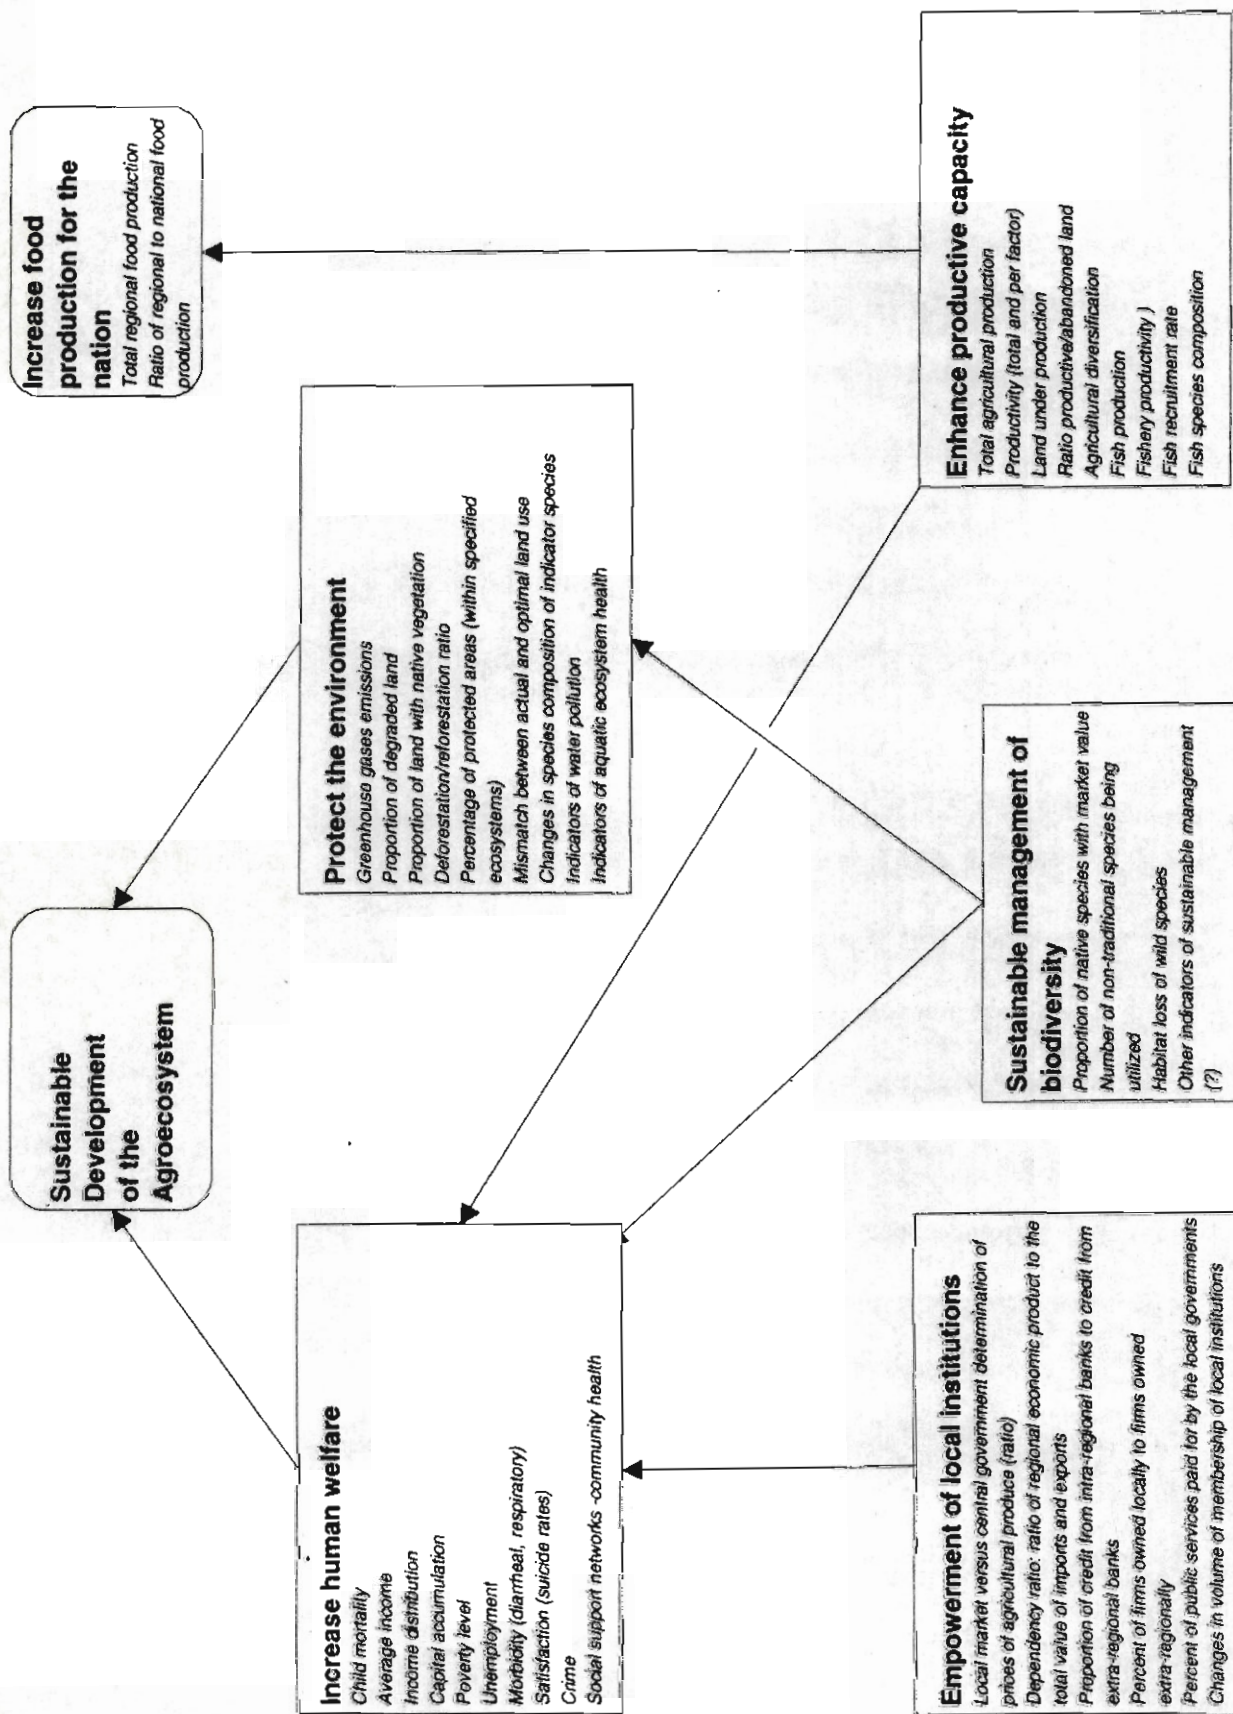 Sustainable
Development
of the
Agroecosystem
Increase food
production for the
nation
Total regional food production
Ratio of regional to national food
production
Increase human welfare
Child mortality
Average income
Income distribution
Capital accumulation
Poverty level
Unemployment
Morbidity (diarrheal, respiratory)
Satisfaction (suicide rates)
Crime
Social support networks -community health
Protect the environment
Greenhouse gases emissions
Proportion of degraded land
Proportion of land with native vegetation
Deforestation/reforestation ratio
Percentage of protected areas (within specified
ecosystems)
Mismatch between actual and optimal land use
Changes in species composition of indicator species
Indicators of water pollution
Indicators of aquatic ecosystem health
Empowerment of local institutions
Local market versus central government determination of
prices of agricultural produce (ratio)
Dependency ratio: ratio of regional economic product to the
total value of imports and exports
Proportion of credit from intra-regional banks to credit from
extra-regional banks
Percent of firms owned locally to firms owned
extra-regionally
Percent of public services paid for by the local governments
Changes in volume of membership of local institutions
Sustainable management of
biodiversity
Proportion of native species with market value
Number of non-traditional species being
utilized
Habitat loss of wild species
Other indicators of sustainable management
(?)
Enhance productive capacity
Total agricultural production
Productivity (total and per factor)
Land under production
Ratio productive/abandoned land
Agricultural diversification
Fish production
Fishery productivity )
Fish recruitment rate
Fish species composition